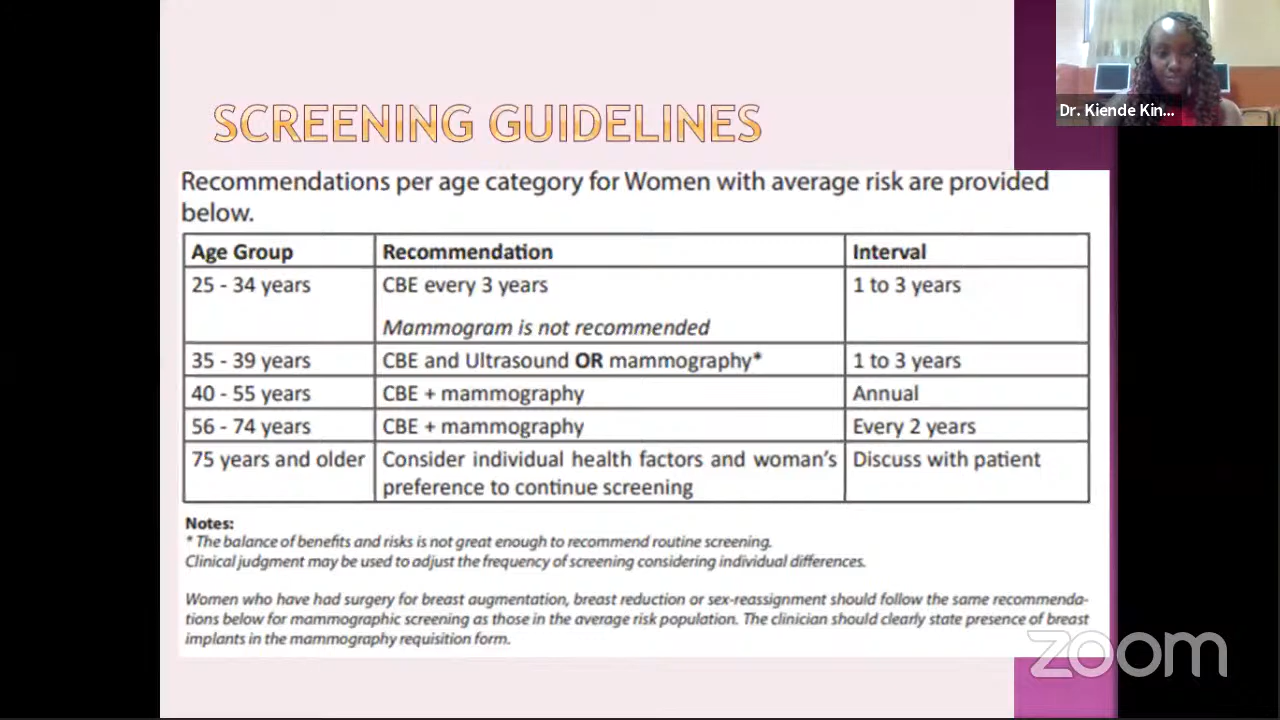 SCREENING GUIDELINES
Dr. Kiende Kin...
Recommendations per age category for Women with average risk are provided
below.
Age Group Recommendation Interval
25 - 34 years CBE every 3 years 1 to 3 years
Mammogram is not recommended
35 - 39 years CBE and Ultrasound OR mammography* 1 to 3 years
40 - 55 years CBE + mammography Annual
56 - 74 years CBE + mammography Every 2 years
75 years and older Consider individual health factors and woman's Discuss with patient
preference to continue screening
Notes:
* The balance of benefits and risks is not great enough to recommend routine screening.
Clinical judgment may be used to adjust the frequency of screening considering individual differences.
Women who have had surgery for breast augmentation, breast reduction or sex-reassignment should follow the same recommenda-
tions below for mammographic screening as those in the average risk population. The clinician should clearly state presence of breast
implants in the mammography requisition form.
zoom